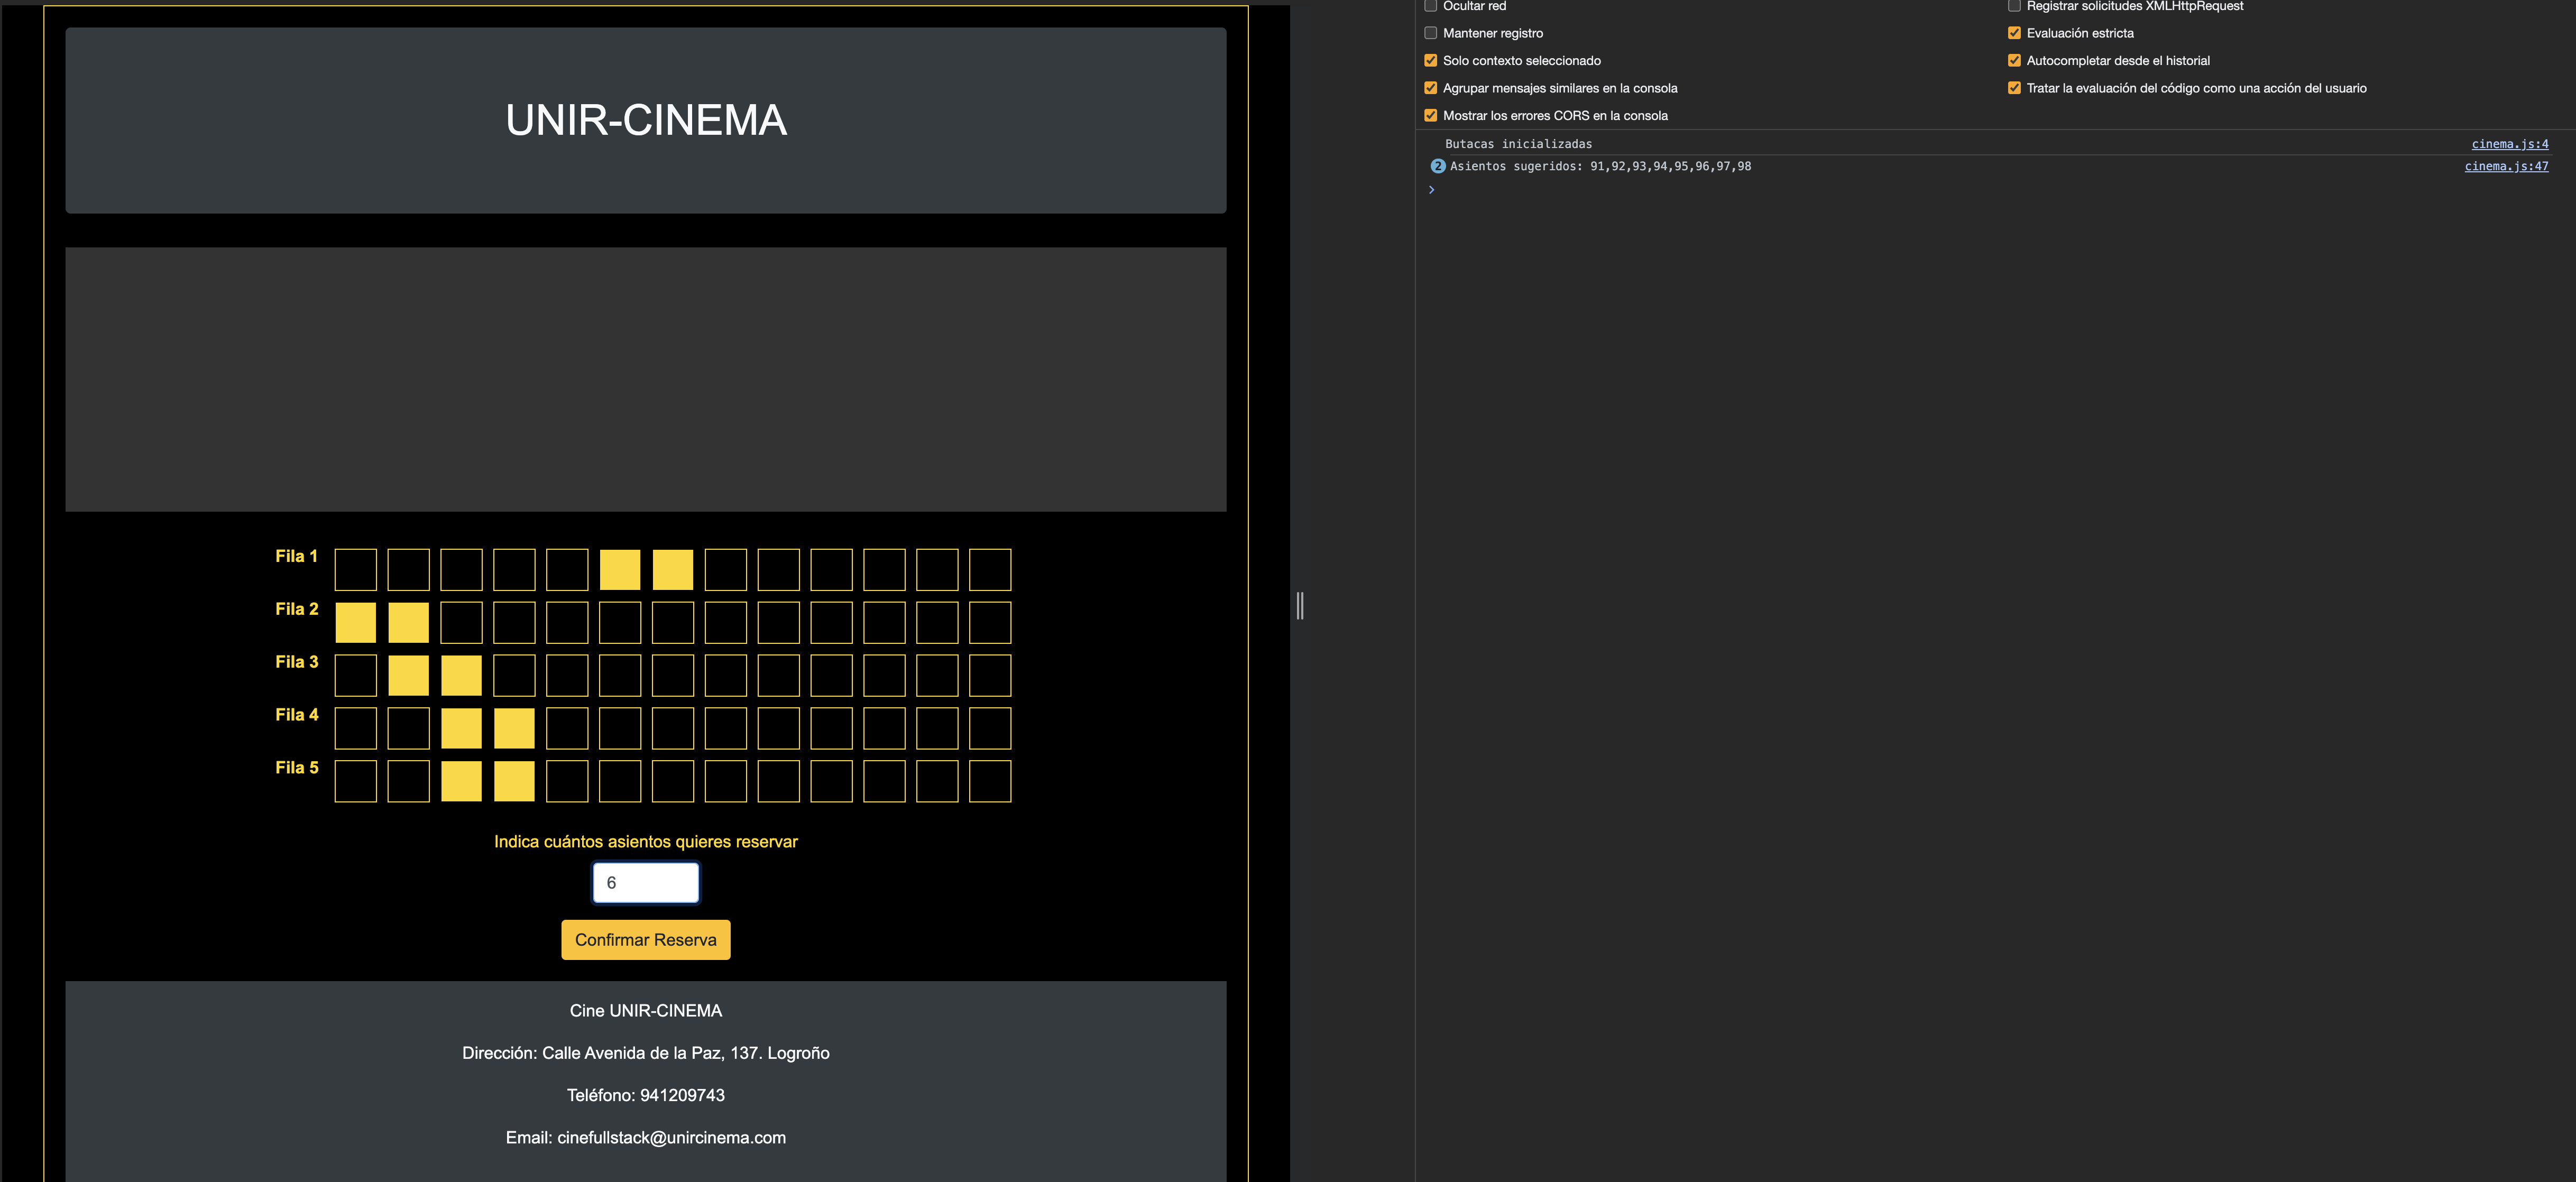 UNIR-CINEMA
Fila 1
Fila 2
Fila 3
Fila 4
Fila 5
Indica cuántos asientos quieres reservar
6
Confirmar Reserva
Cine UNIR-CINEMA
Dirección: Calle Avenida de la Paz, 137. Logroño
Teléfono: 941209743
Email: cinefullstack@unircinema.com
Ocultar red
Registrar solicitudes XMLHttpRequest
Mantener registro
Evaluación estricta
Solo contexto seleccionado
Autocompletar desde el historial
Agrupar mensajes similares en la consola
Tratar la evaluación del código como una acción del usuario
Mostrar los errores CORS en la consola
Butacas inicializadas cinema.js:4
2 Asientos sugeridos: 91,92,93,94,95,96,97,98 cinema.js:47